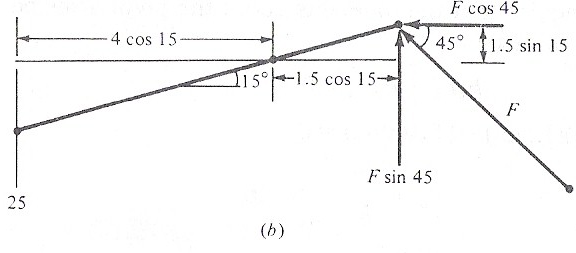 F cos 45
4 cos 15
45°
1.5 sin 15
15°
1.5 cos 15
F
F sin 45
25
(b)